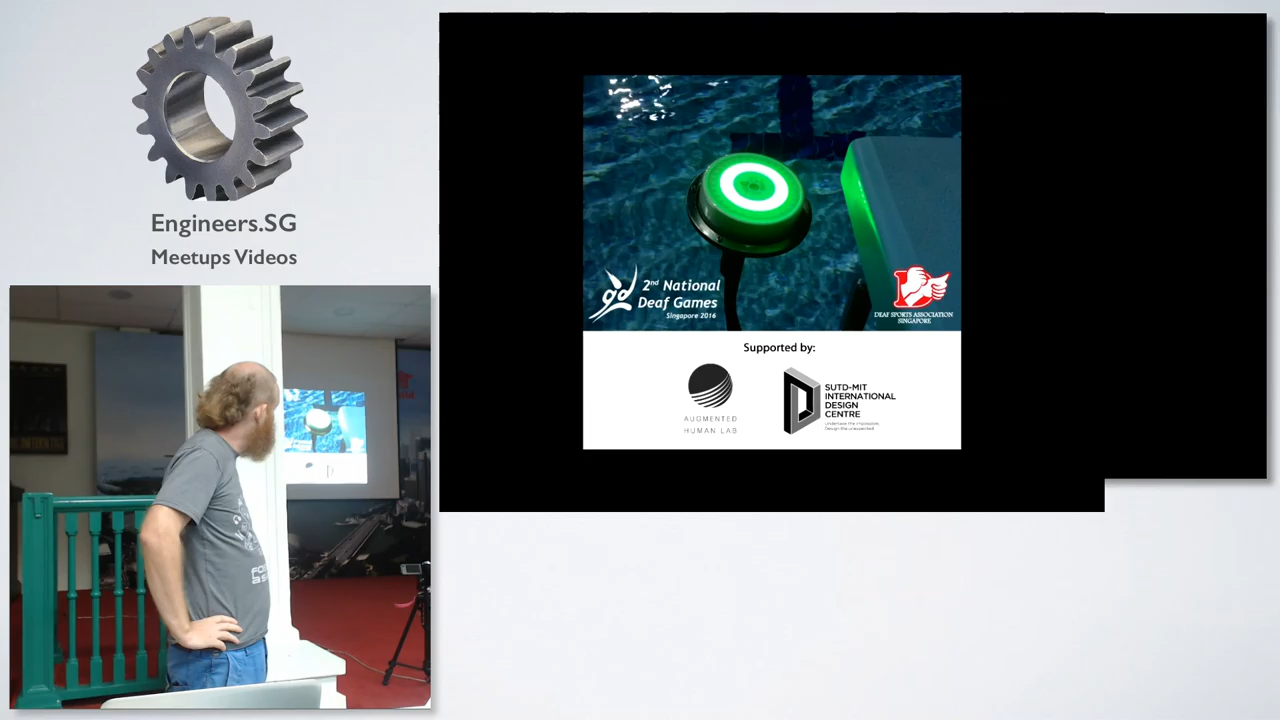 Engineers.SG
Meetups Videos
2nd National
Deaf Games
Singapore 2016
DEAF SPORTS ASSOCIATION
SINGAPORE
Supported by:
AUGMENTED
HUMAN LAB
SUTD-MIT
INTERNATIONAL
DESIGN
CENTRE